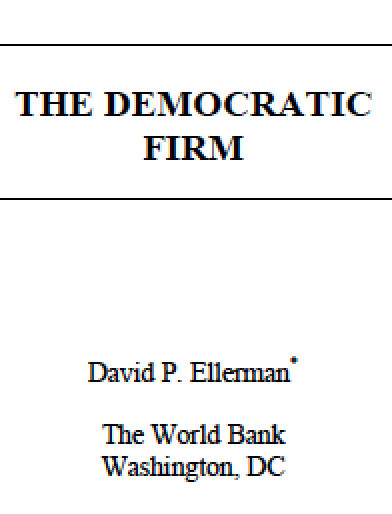 THE DEMOCRATIC
FIRM
David P. Ellerman*
The World Bank
Washington, DC